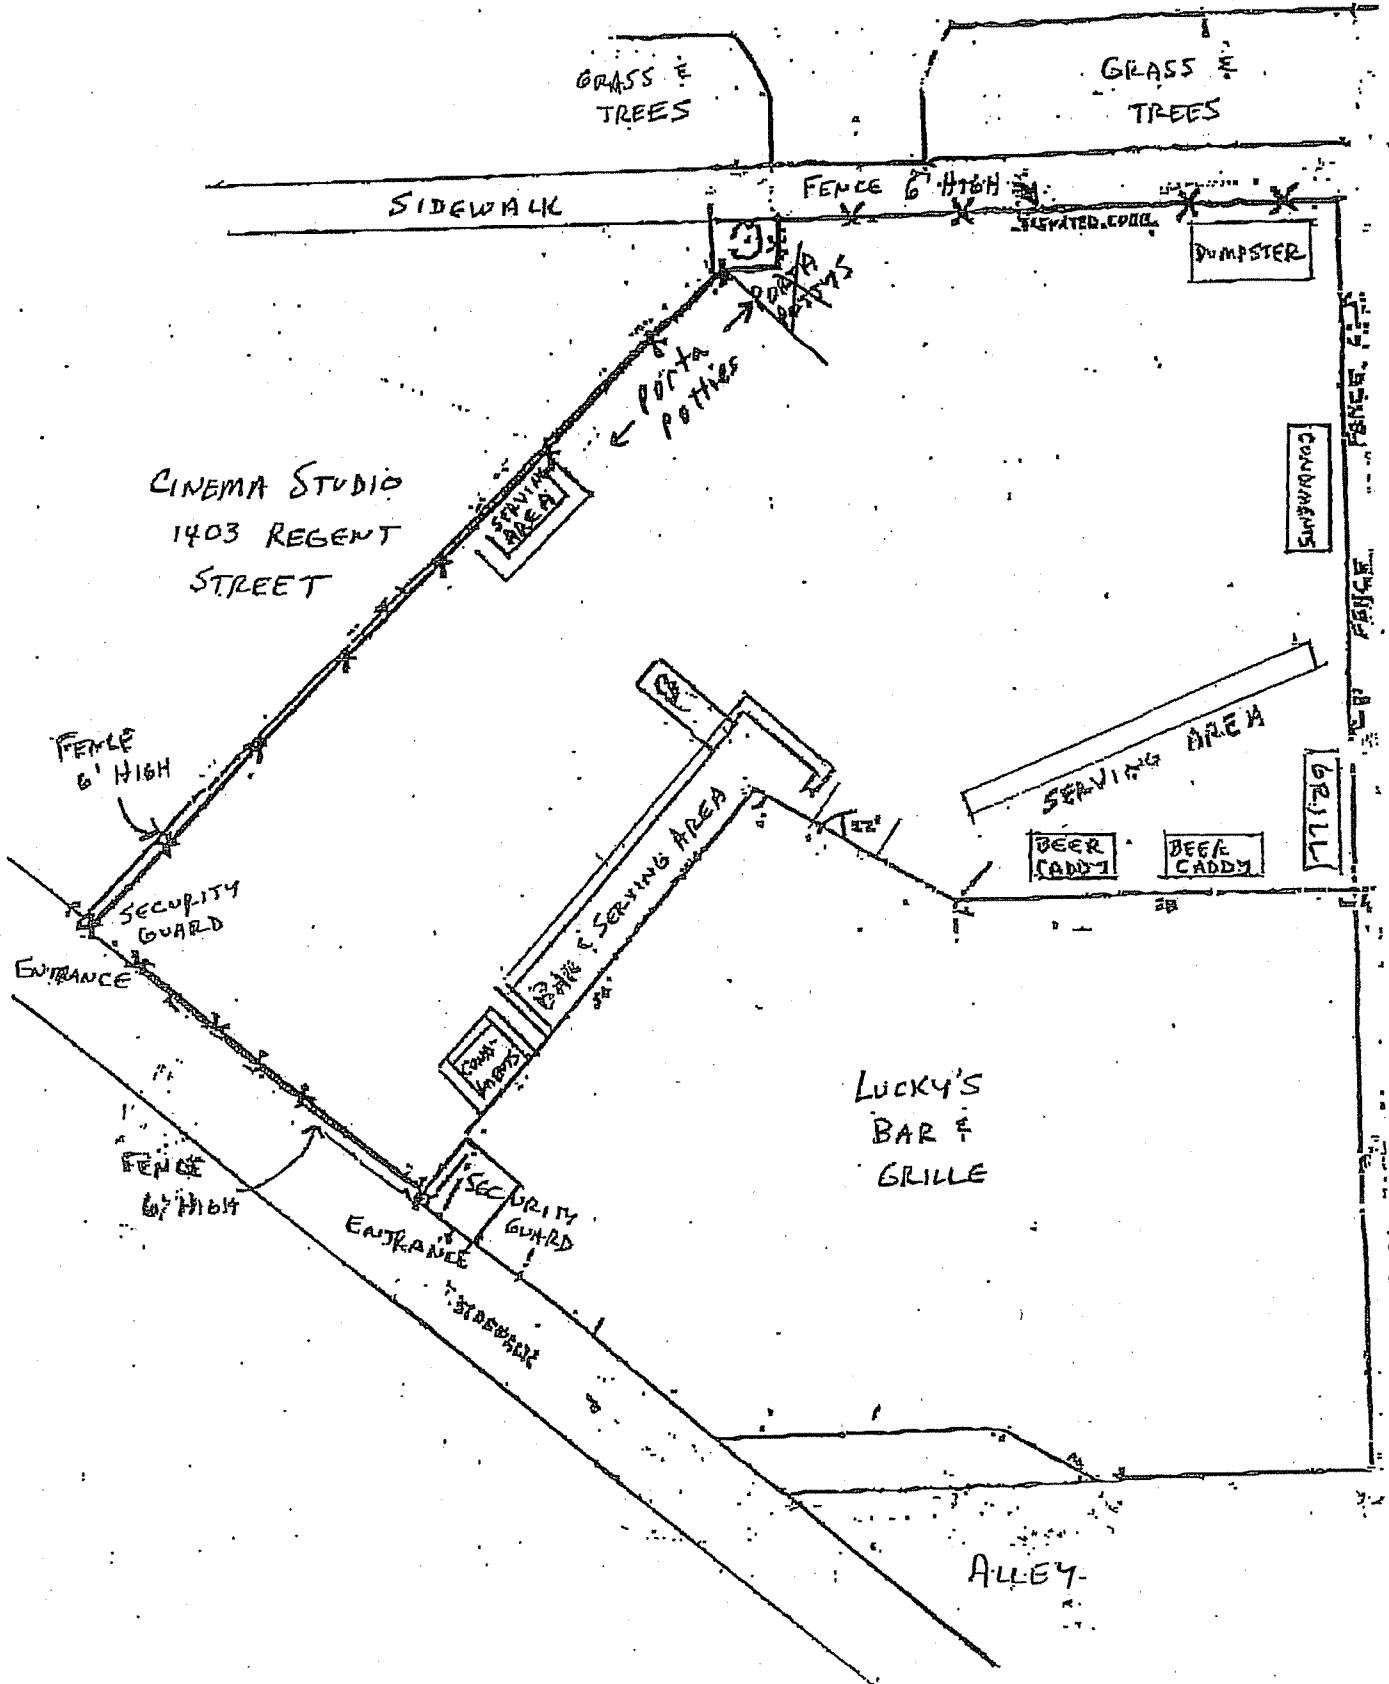 GRASS &
TREES
GRASS &
TREES
SIDEWALK
FENCE 6' HIGH
DUMPSTER
PORTA
POTTYS
porta
potties
CINEMA STUDIO
1403 REGENT
STREET
SERVING
AREA
CONDIMENTS
FENCE
FENCE
SERVING AREA
GRILL
BEER
CADDY
BEER
CADDY
FENCE
6' HIGH
BAR & SERVING AREA
22'
SECURITY
GUARD
ENTRANCE
LUCKY'S
BAR &
GRILLE
FENCE
6' HIGH
SECURITY
GUARD
ENTRANCE
SIDEWALK
ALLEY